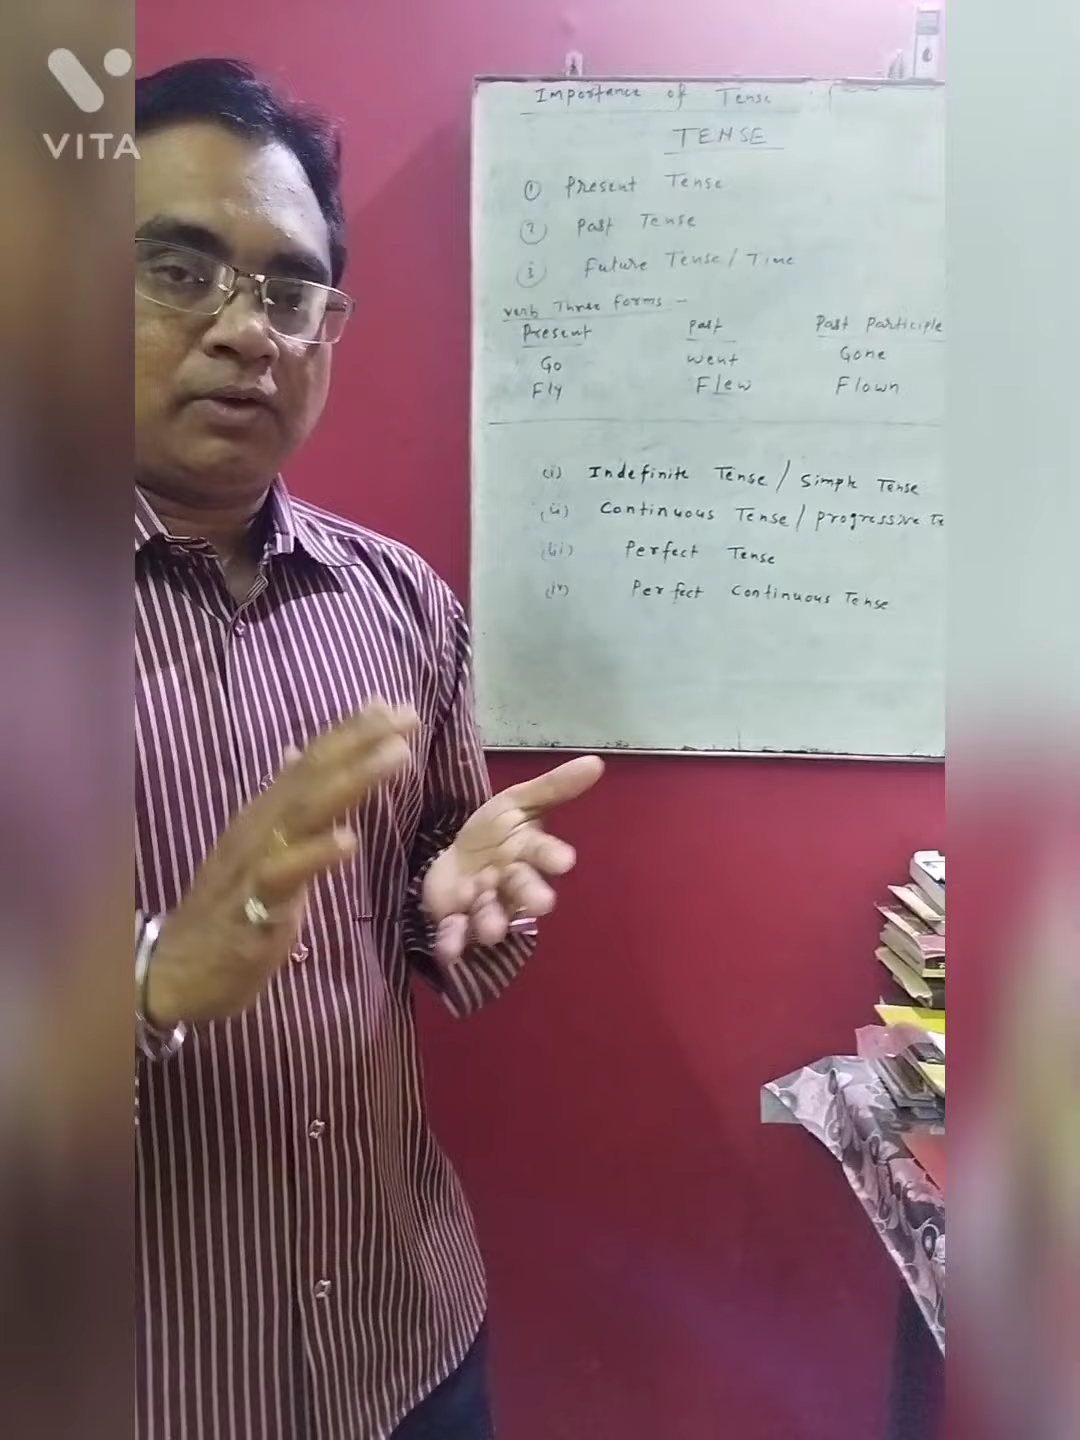 VITA
Importance of Tense
TENSE
① Present Tense
② Past Tense
③ Future Tense / Time
Verb Three Forms –
Present Past Past Participle
Go Went Gone
Fly Flew Flown
(i) Indefinite Tense / Simple Tense
(ii) Continuous Tense / Progressive Te
(iii) Perfect Tense
(iv) Perfect Continuous Tense